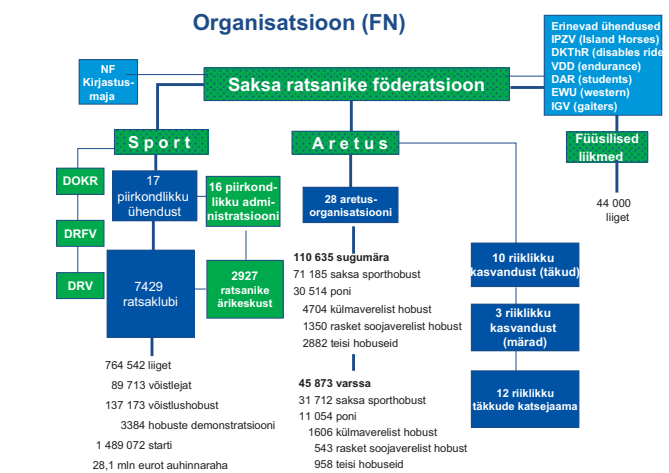 Organisatsioon (FN)
NF
Kirjastus-
maja
Saksa ratsanike föderatsioon
Erinevad ühendused
IPZV (Island Horses)
DKThR (disables ride
VDD (endurance)
DAR (students)
EWU (western)
IGV (gaiters)
Füüsilised
liikmed
44 000
liiget
Sport
DOKR
DRFV
DRV
17
piirkondlikku
ühendust
16 piirkond-
likku admi-
nistratsiooni
7429
ratsaklubi
2927
ratsanike
ärikeskust
764 542 liiget
89 713 võistlejat
137 173 võistlushobust
3384 hobuste demonstratsiooni
1 489 072 starti
28,1 mln eurot auhinnaraha
Aretus
28 aretus-
organisatsiooni
110 635 sugumära
71 185 saksa sporthobust
30 514 poni
4704 külmaverelist hobust
1350 rasket soojaverelist hobust
2882 teisi hobuseid
45 873 varssa
31 712 saksa sporthobust
11 054 poni
1606 külmaverelist hobust
543 rasket soojaverelist hobust
958 teisi hobuseid
10 riiklikku
kasvandust (täkud)
3 riiklikku
kasvandust
(märad)
12 riiklikku
täkkude katsejaama